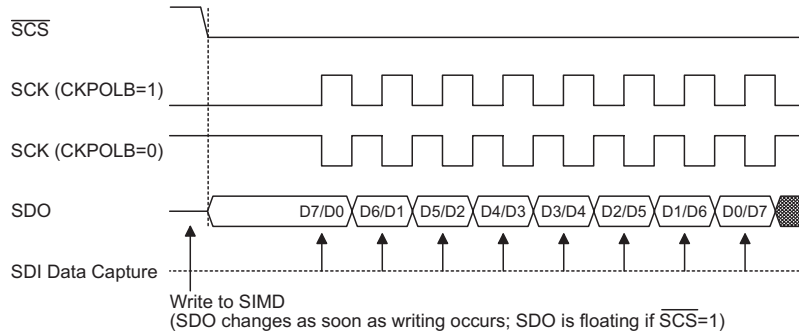 SCS
SCK (CKPOLB=1)
SCK (CKPOLB=0)
SDO D7/D0 D6/D1 D5/D2 D4/D3 D3/D4 D2/D5 D1/D6 D0/D7
SDI Data Capture
Write to SIMD
(SDO changes as soon as writing occurs; SDO is floating if SCS=1)